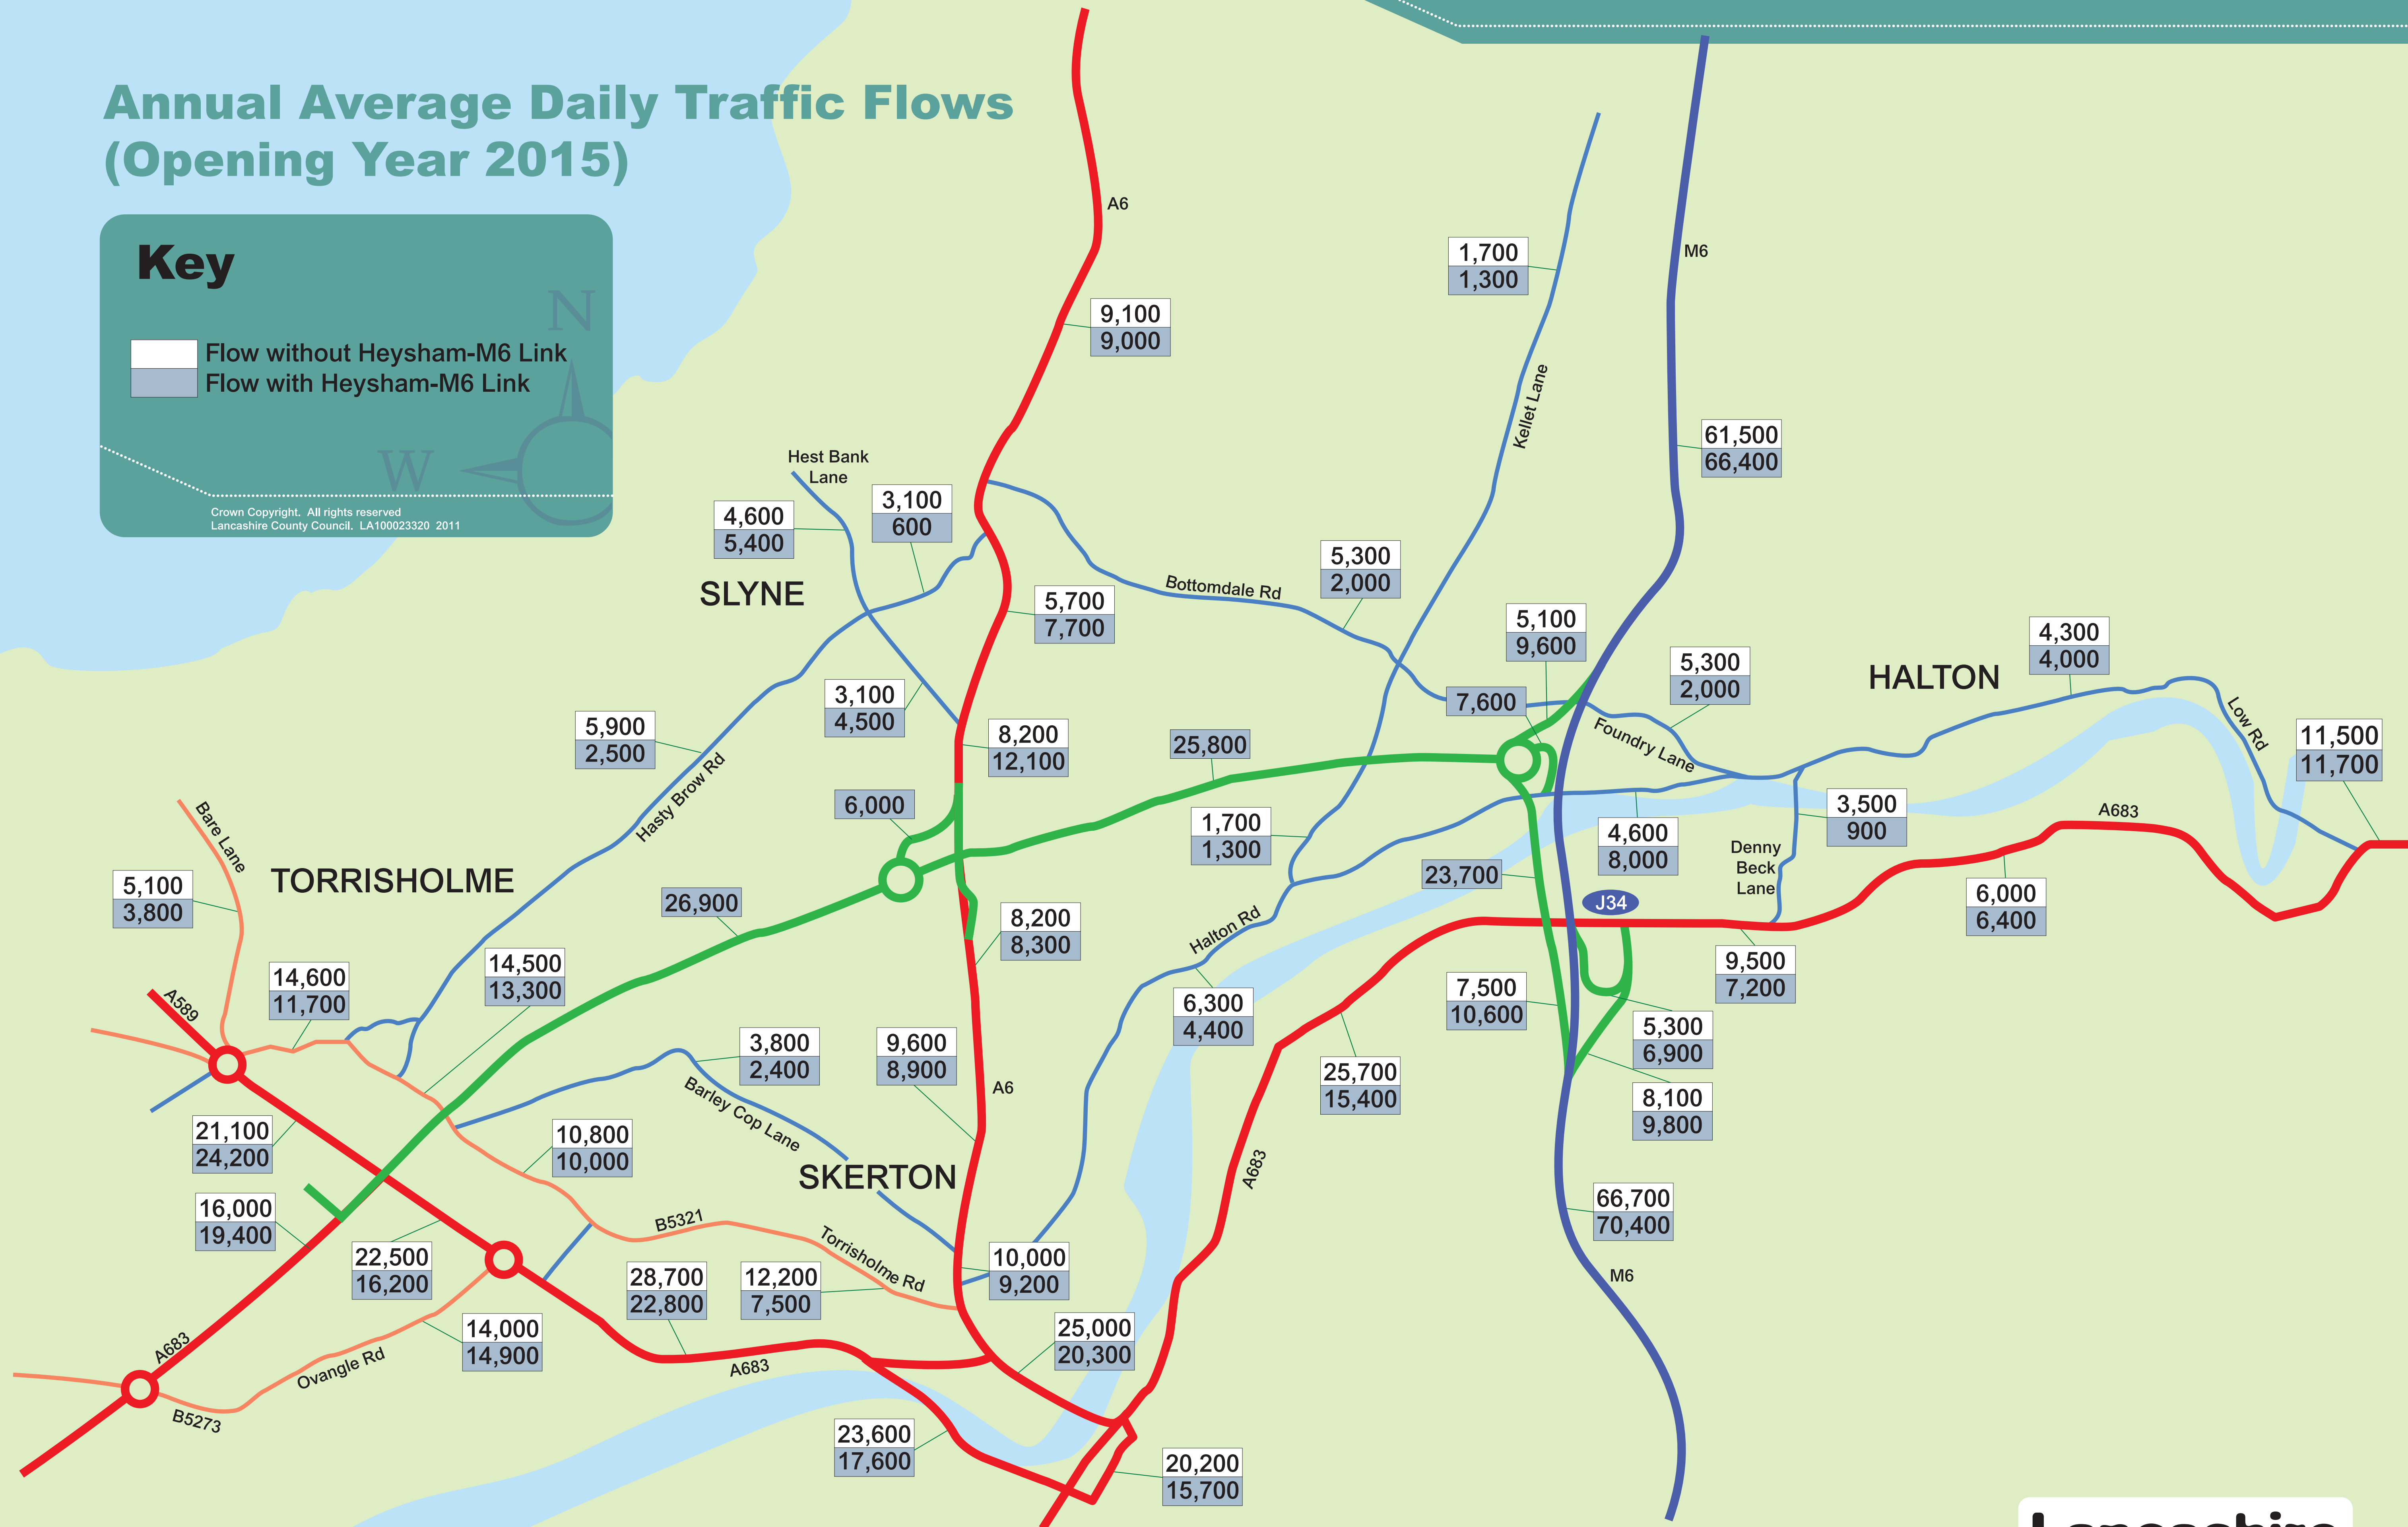 Annual Average Daily Traffic Flows
(Opening Year 2015)
Key
N
W
Flow without Heysham-M6 Link
Flow with Heysham-M6 Link
Crown Copyright.  All rights reserved
Lancashire County Council.  LA100023320  2011
A6
M6
1,700
1,300
9,100
9,000
Kellet Lane
61,500
66,400
Hest Bank
Lane
3,100
600
4,600
5,400
SLYNE
5,300
2,000
Bottomdale Rd
5,700
7,700
5,100
9,600
4,300
4,000
5,300
2,000
HALTON
3,100
4,500
7,600
Low Rd
5,900
2,500
8,200
12,100
25,800
Foundry Lane
11,500
11,700
Hasty Brow Rd
6,000
Bare Lane
1,700
1,300
4,600
8,000
3,500
900
A683
Denny
Beck
Lane
TORRISHOLME
5,100
3,800
26,900
23,700
J34
6,000
6,400
8,200
8,300
Halton Rd
14,500
13,300
14,600
11,700
A589
9,500
7,200
6,300
4,400
7,500
10,600
5,300
6,900
3,800
2,400
9,600
8,900
25,700
15,400
A6
Barley Cop Lane
8,100
9,800
21,100
24,200
10,800
10,000
SKERTON
A683
16,000
19,400
66,700
70,400
B5321
Torrisholme Rd
22,500
16,200
10,000
9,200
28,700
22,800
12,200
7,500
M6
14,000
14,900
25,000
20,300
A683
Ovangle Rd
A683
B5273
23,600
17,600
20,200
15,700
Lancashire